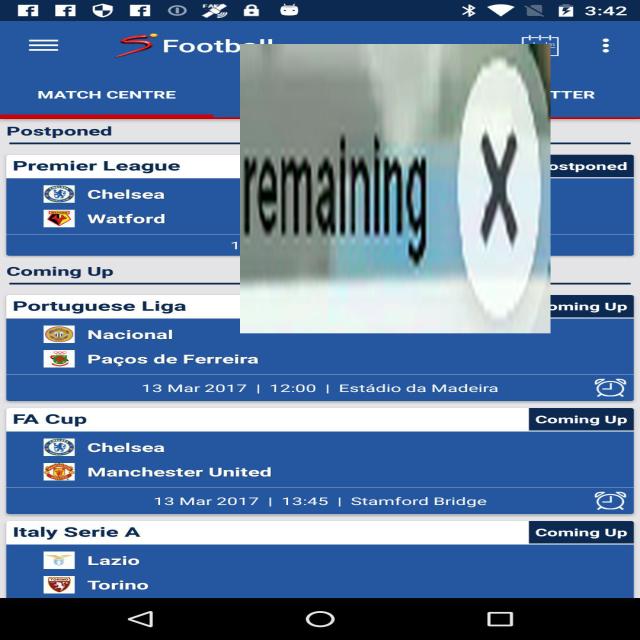 3:42
Football
MATCH CENTRE
TTER
Postponed
Premier League
ostponed
Chelsea
Watford
1
remaining X
Coming Up
Portuguese Liga
oming Up
Nacional
Paços de Ferreira
13 Mar 2017 | 12:00 | Estádio da Madeira
FA Cup
Coming Up
Chelsea
Manchester United
13 Mar 2017 | 13:45 | Stamford Bridge
Italy Serie A
Coming Up
Lazio
Torino